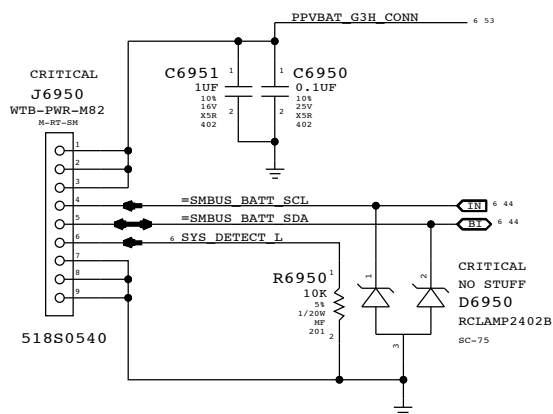 PPVBAT_G3H_CONN
6 53
CRITICAL
J6950
WTB-PWR-M82
M-RT-SM
C6951
1UF
10%
16V
X5R
402
1
2
C6950
0.1UF
10%
25V
X5R
402
1
2
1
2
3
4
5
6
7
8
9
518S0540
=SMBUS_BATT_SCL
IN
6 44
=SMBUS_BATT_SDA
BI
6 44
6 SYS_DETECT_L
R6950
10K
5%
1/20W
MF
201
1
2
1
2
3
CRITICAL
NO STUFF
D6950
RCLAMP2402B
SC-75